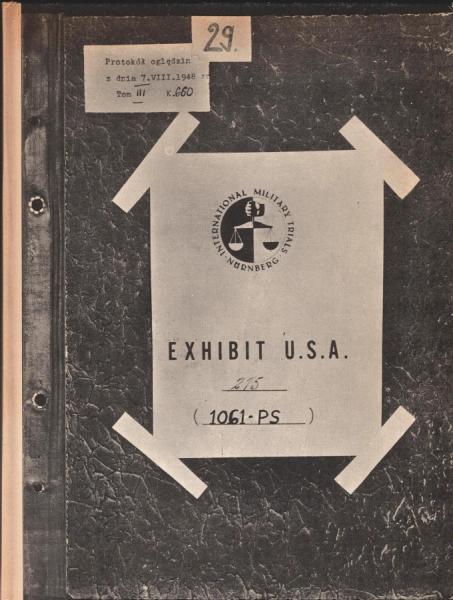 29.
Protokół oględzin
z dnia 7.VIII.1948
Tom III K.660
INTERNATIONAL MILITARY TRIALS
NÜRNBERG
EXHIBIT U.S.A.
275
(1061-PS)